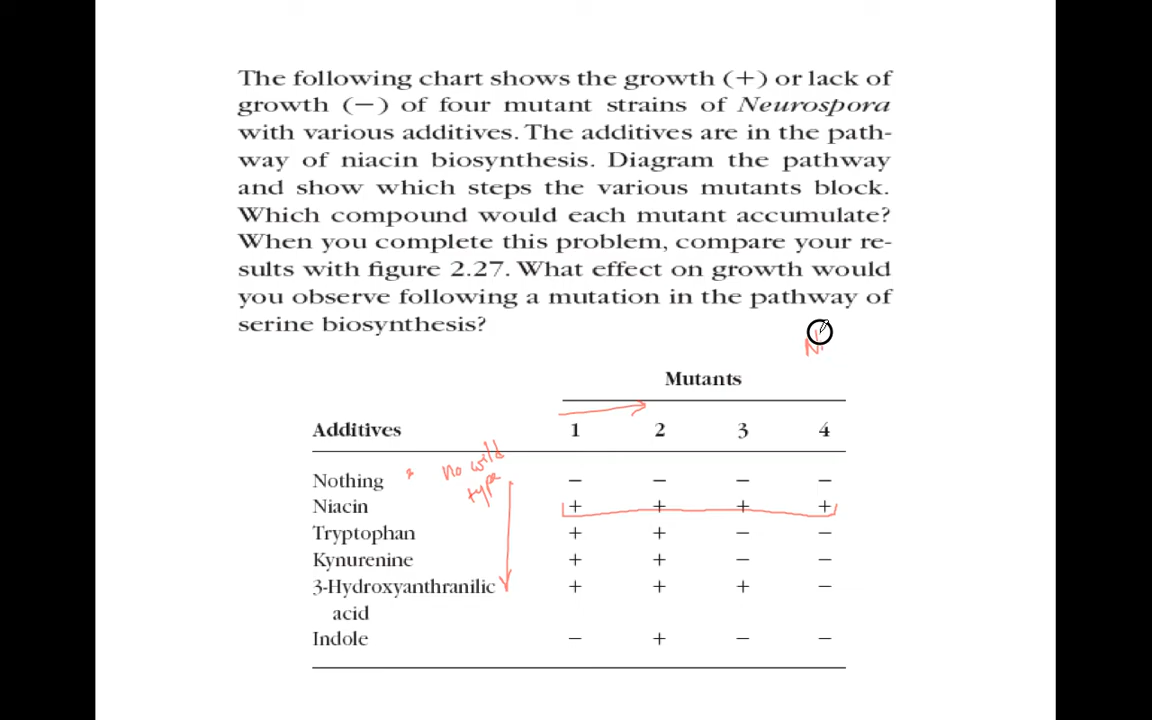 The following chart shows the growth (+) or lack of
growth (−) of four mutant strains of Neurospora
with various additives. The additives are in the path-
way of niacin biosynthesis. Diagram the pathway
and show which steps the various mutants block.
Which compound would each mutant accumulate?
When you complete this problem, compare your re-
sults with figure 2.27. What effect on growth would
you observe following a mutation in the pathway of
serine biosynthesis?
Mutants
Additives 1 2 3 4
no wild
type
Nothing − − − −
Niacin + + + +
Tryptophan + + − −
Kynurenine + + − −
3-Hydroxyanthranilic + + + −
acid
Indole − + − −